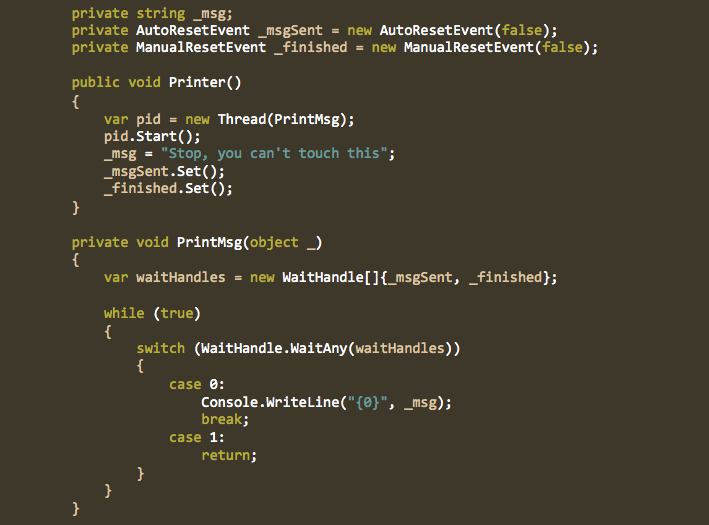 private string _msg;
private AutoResetEvent _msgSent = new AutoResetEvent(false);
private ManualResetEvent _finished = new ManualResetEvent(false);

public void Printer()
{
    var pid = new Thread(PrintMsg);
    pid.Start();
    _msg = "Stop, you can't touch this";
    _msgSent.Set();
    _finished.Set();
}

private void PrintMsg(object _)
{
    var waitHandles = new WaitHandle[]{_msgSent, _finished};

    while (true)
    {
        switch (WaitHandle.WaitAny(waitHandles))
        {
            case 0:
                Console.WriteLine("{0}", _msg);
                break;
            case 1:
                return;
        }
    }
}